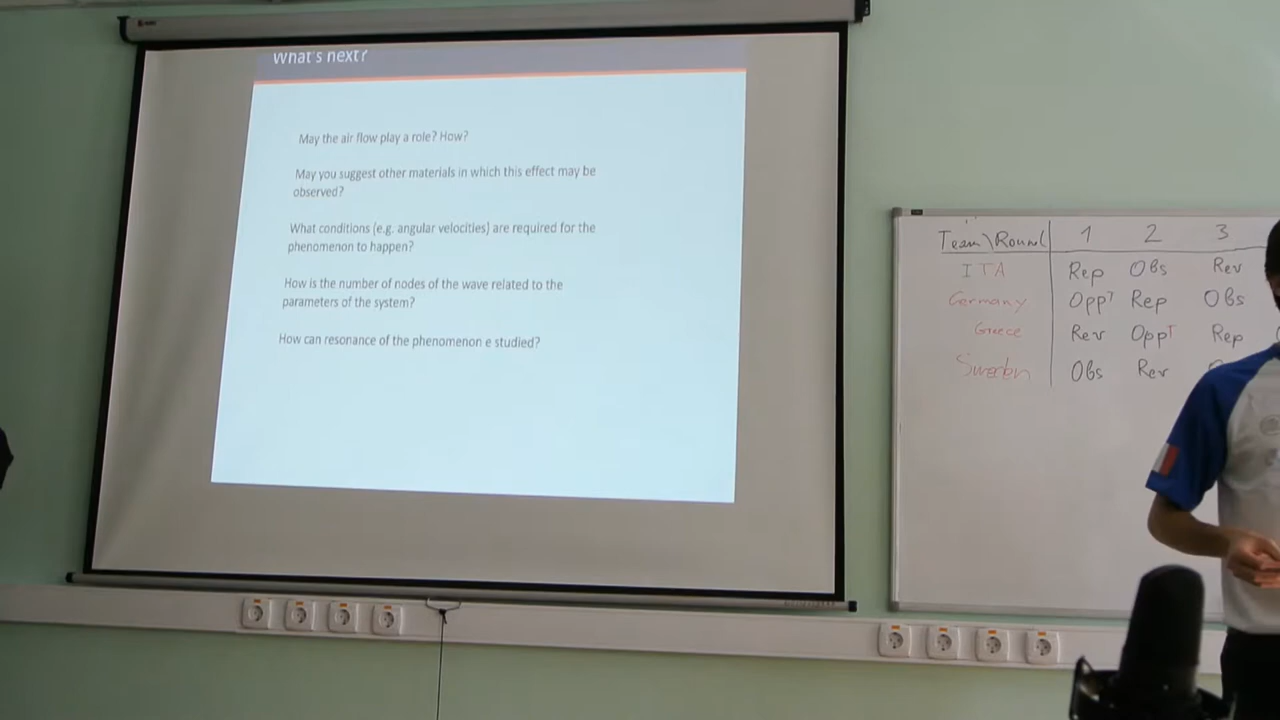 What's next?
May the air flow play a role? How?
May you suggest other materials in which this effect may be
observed?
What conditions (e.g. angular velocities) are required for the
phenomenon to happen?
How is the number of nodes of the wave related to the
parameters of the system?
How can resonance of the phenomenon e studied?
Team\Round 1 2 3
ITA Rep Obs Rev
Germany Opp Rep Obs
Greece Rev Opp Rep
Sweden Obs Rev